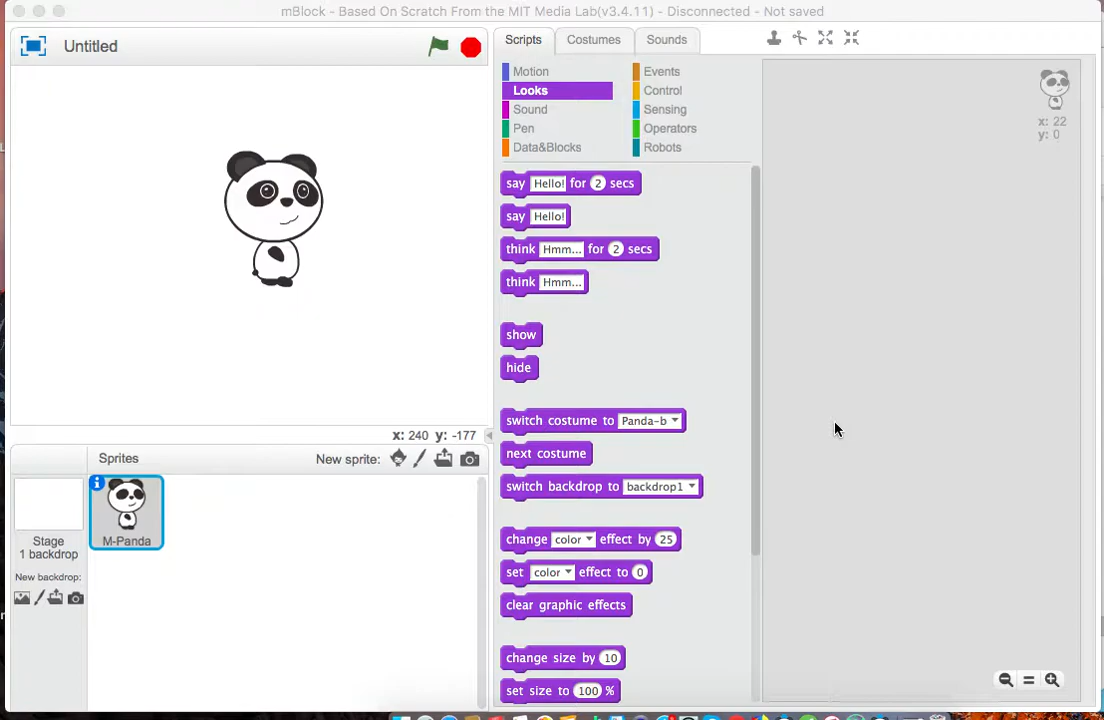 mBlock - Based On Scratch From the MIT Media Lab(v3.4.11) - Disconnected - Not saved
Untitled
Scripts Costumes Sounds
Motion Events
Looks Control
Sound Sensing
Pen Operators
Data&Blocks Robots
x: 22
y: 0
say Hello! for 2 secs
say Hello!
think Hmm... for 2 secs
think Hmm...
show
hide
switch costume to Panda-b
next costume
switch backdrop to backdrop1
change color effect by 25
set color effect to 0
clear graphic effects
change size by 10
set size to 100 %
x: 240 y: -177
Sprites New sprite:
M-Panda
Stage
1 backdrop
New backdrop: